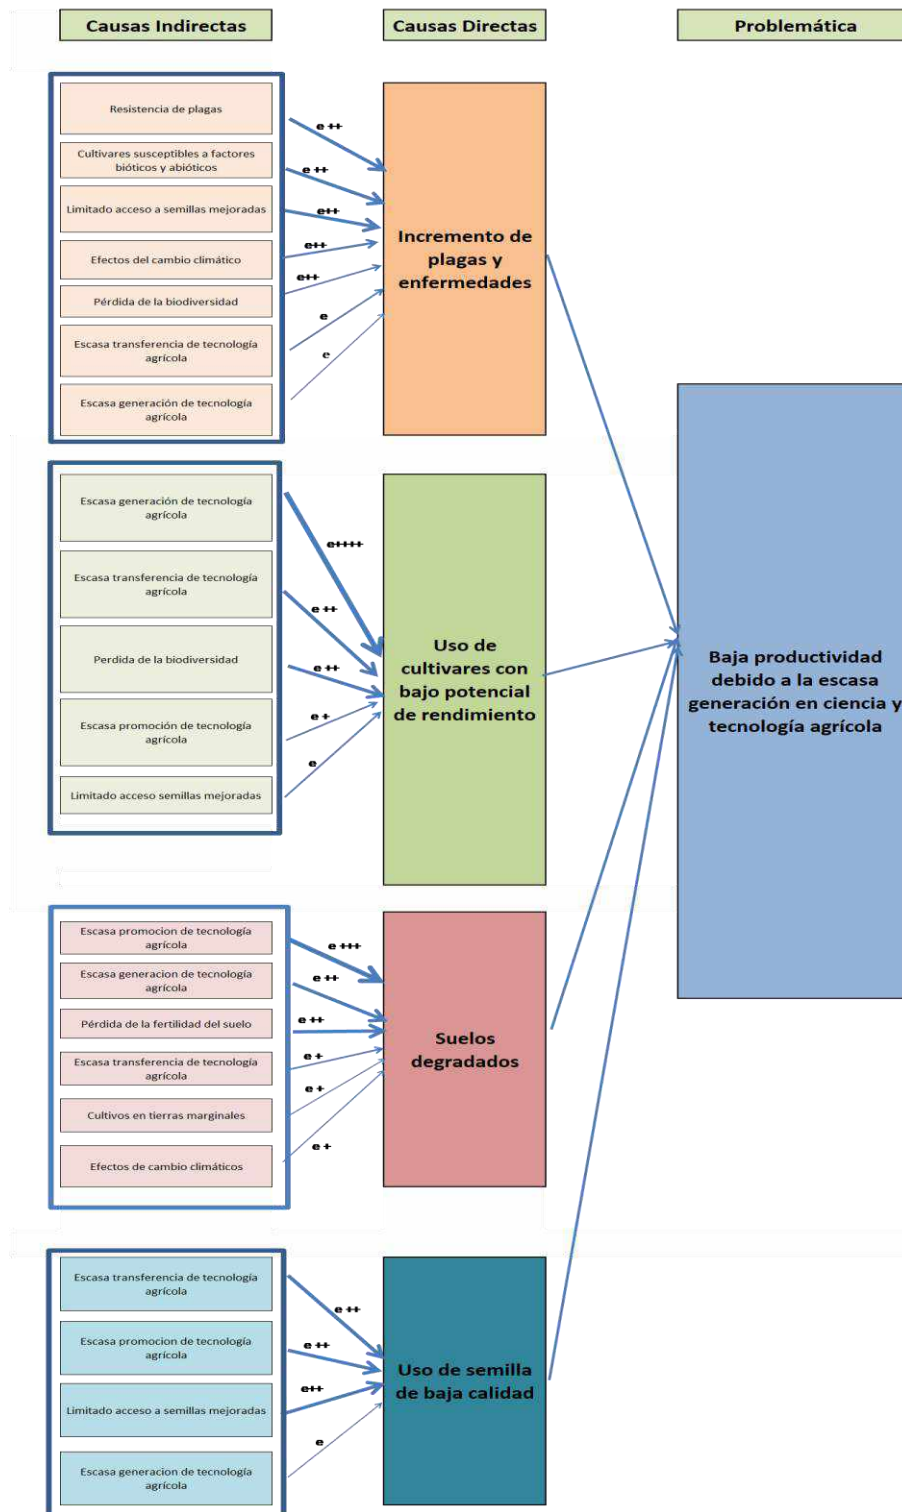 Causas Indirectas
Causas Directas
Problemática
Resistencia de plagas
Cultivares susceptibles a factores
bióticos y abióticos
Limitado acceso a semillas mejoradas
Efectos del cambio climático
Pérdida de la biodiversidad
Escasa transferencia de tecnología
agrícola
Escasa generación de tecnología
agrícola
e ++
e ++
e++
e++
e++
e
e
Incremento de
plagas y
enfermedades
Escasa generación de tecnología
agrícola
Escasa transferencia de tecnología
agrícola
Perdida de la biodiversidad
Escasa promoción de tecnología
agrícola
Limitado acceso semillas mejoradas
e++++
e ++
e ++
e +
e
Uso de
cultivares con
bajo potencial
de rendimiento
Baja productividad
debido a la escasa
generación en ciencia y
tecnología agrícola
Escasa promocion de tecnología
agrícola
Escasa generacion de tecnología
agrícola
Pérdida de la fertilidad del suelo
Escasa transferencia de tecnología
agrícola
Cultivos en tierras marginales
Efectos de cambio climáticos
e +++
e ++
e ++
e +
e +
e +
Suelos
degradados
Escasa transferencia de tecnología
agrícola
Escasa promocion de tecnología
agrícola
Limitado acceso a semillas mejoradas
Escasa generacion de tecnología
agrícola
e ++
e ++
e++
e
Uso de semilla
de baja calidad